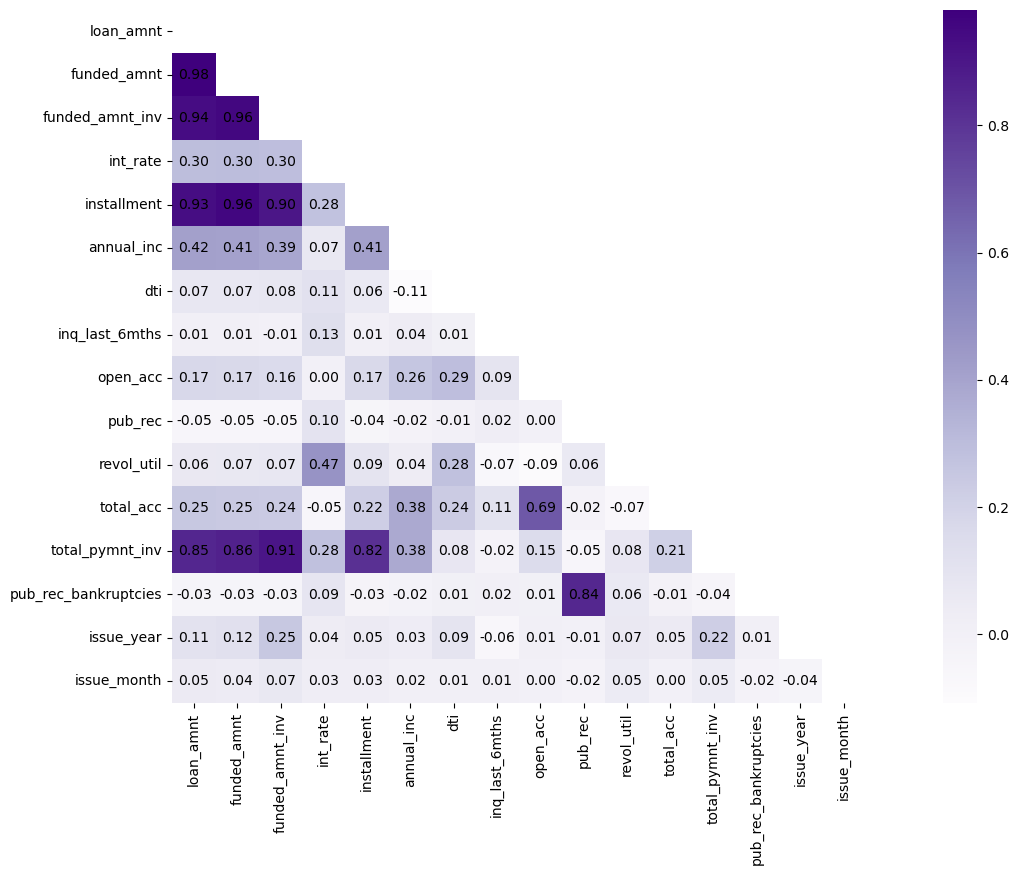 loan_amnt
funded_amnt 0.98
funded_amnt_inv 0.94 0.96
int_rate 0.30 0.30 0.30
installment 0.93 0.96 0.90 0.28
annual_inc 0.42 0.41 0.39 0.07 0.41
dti 0.07 0.07 0.08 0.11 0.06 -0.11
inq_last_6mths 0.01 0.01 -0.01 0.13 0.01 0.04 0.01
open_acc 0.17 0.17 0.16 0.00 0.17 0.26 0.29 0.09
pub_rec -0.05 -0.05 -0.05 0.10 -0.04 -0.02 -0.01 0.02 0.00
revol_util 0.06 0.07 0.07 0.47 0.09 0.04 0.28 -0.07 -0.09 0.06
total_acc 0.25 0.25 0.24 -0.05 0.22 0.38 0.24 0.11 0.69 -0.02 -0.07
total_pymnt_inv 0.85 0.86 0.91 0.28 0.82 0.38 0.08 -0.02 0.15 -0.05 0.08 0.21
pub_rec_bankruptcies -0.03 -0.03 -0.03 0.09 -0.03 -0.02 0.01 0.02 0.01 0.84 0.06 -0.01 -0.04
issue_year 0.11 0.12 0.25 0.04 0.05 0.03 0.09 -0.06 0.01 -0.01 0.07 0.05 0.22 0.01
issue_month 0.05 0.04 0.07 0.03 0.03 0.02 0.01 0.01 0.00 -0.02 0.05 0.00 0.05 -0.02 -0.04
loan_amnt
funded_amnt
funded_amnt_inv
int_rate
installment
annual_inc
dti
inq_last_6mths
open_acc
pub_rec
revol_util
total_acc
total_pymnt_inv
pub_rec_bankruptcies
issue_year
issue_month
0.8
0.6
0.4
0.2
0.0